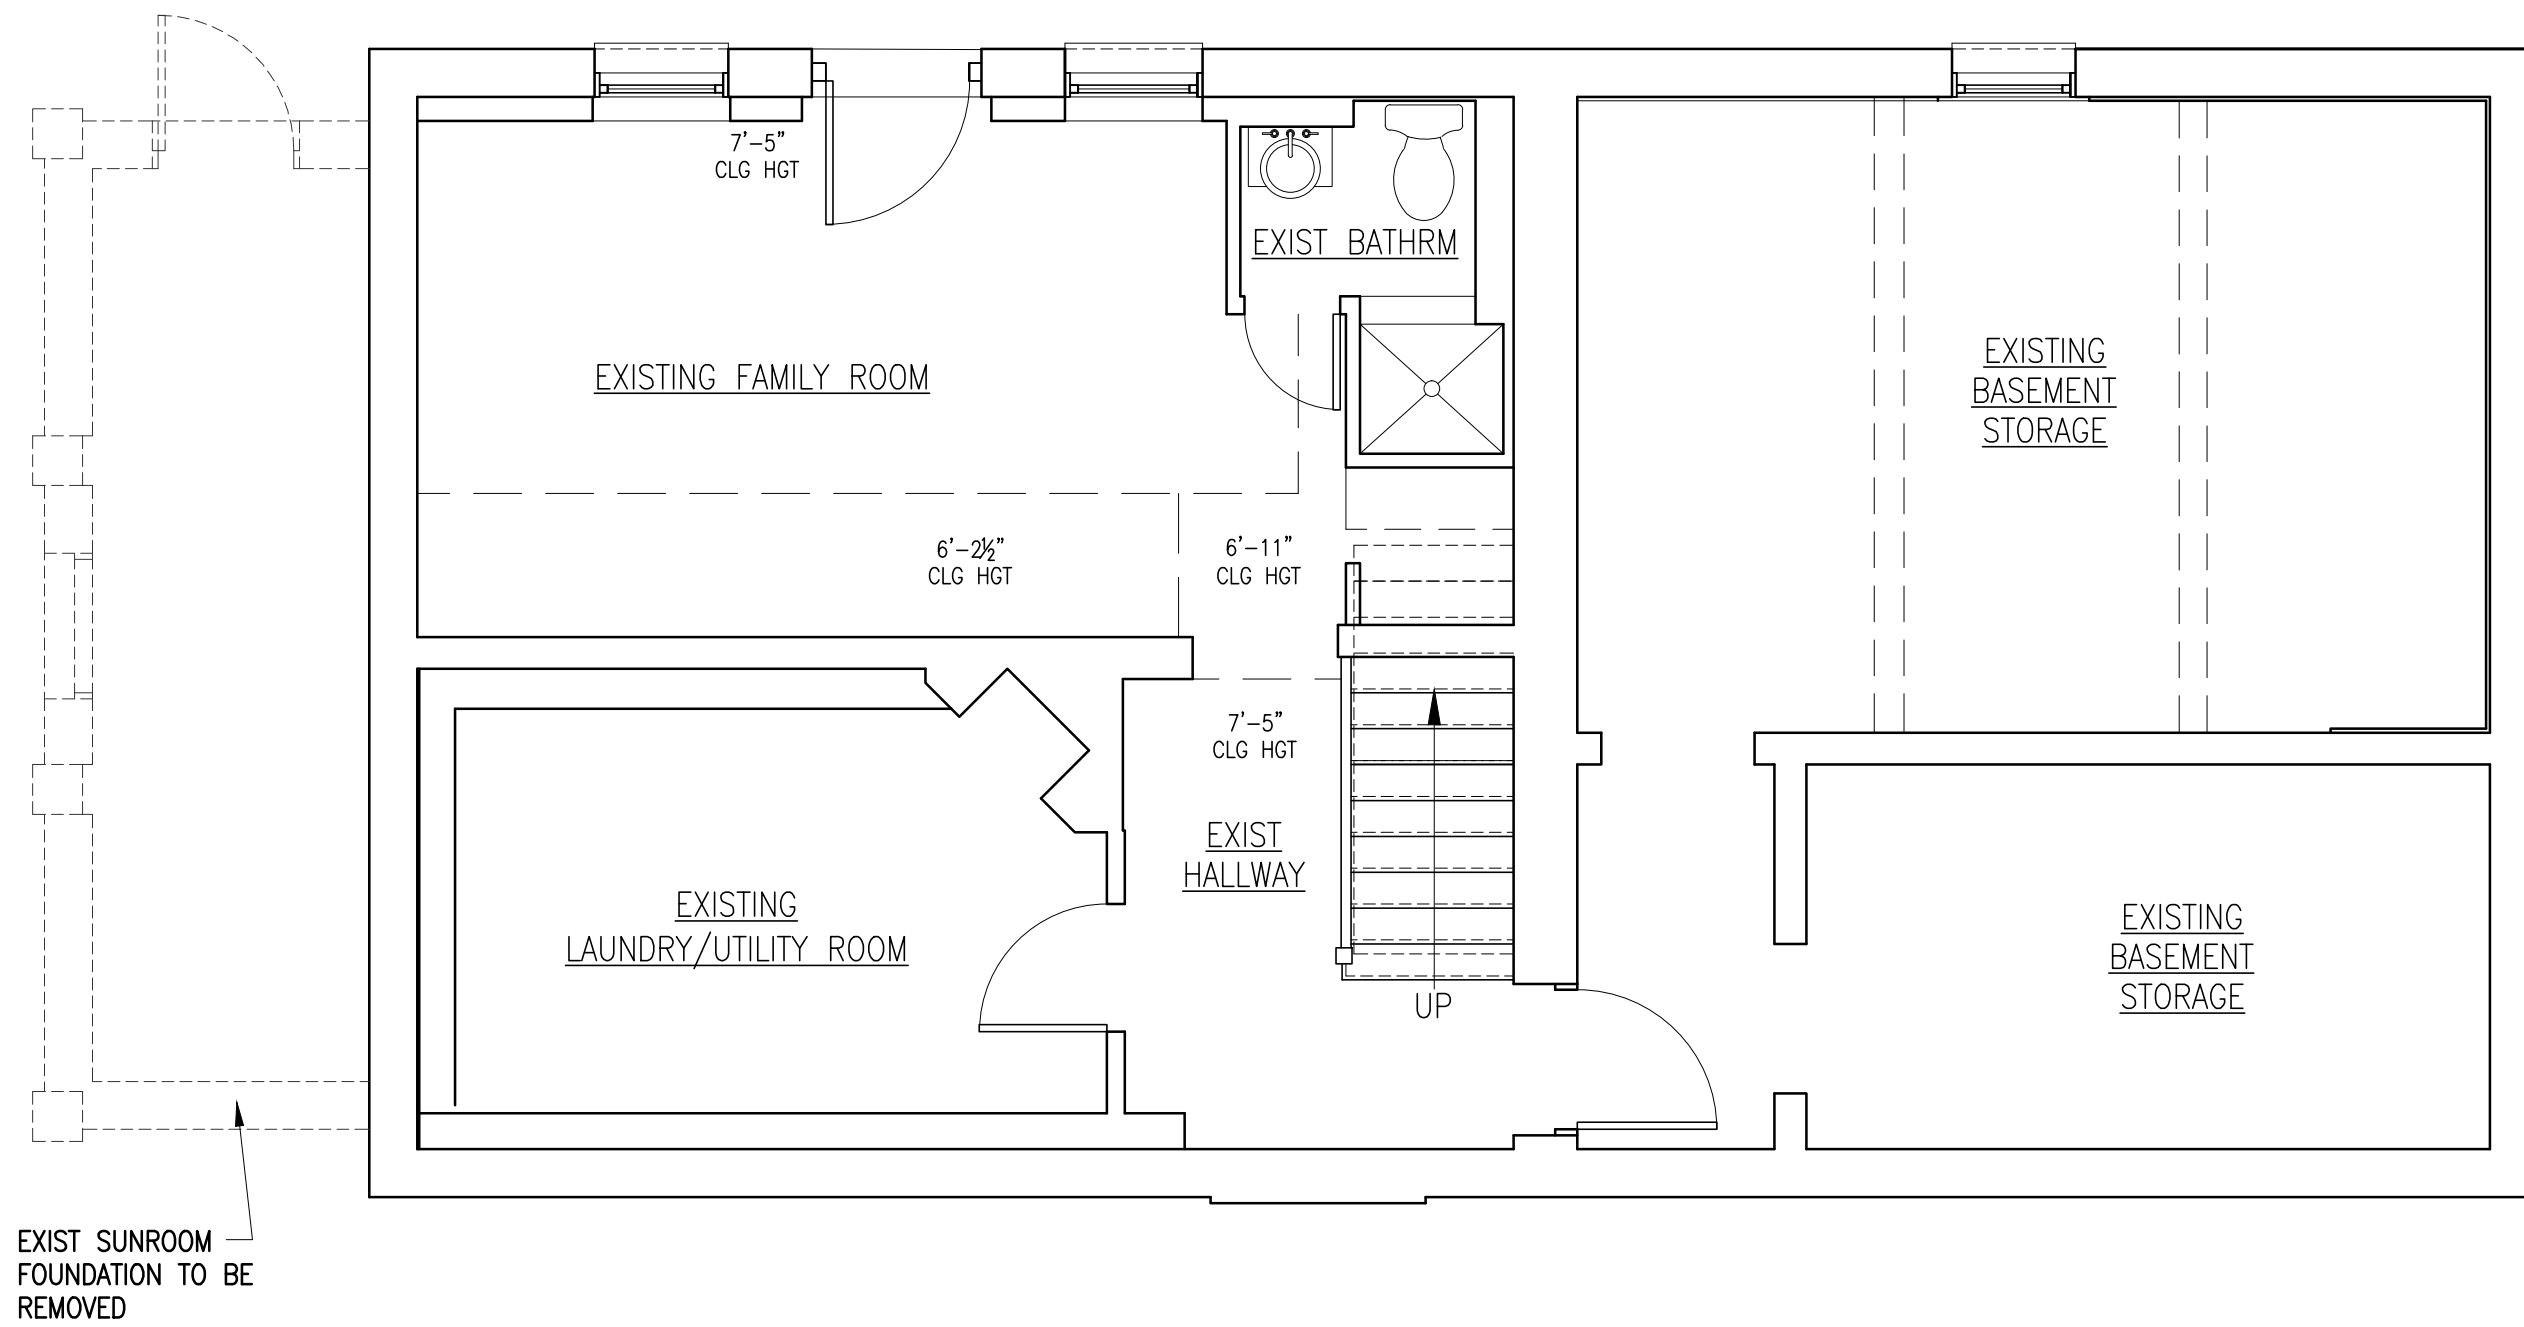 7'-5"
CLG HGT
EXIST BATHRM
EXISTING FAMILY ROOM
EXISTING
BASEMENT
STORAGE
6'-2½"
CLG HGT
6'-11"
CLG HGT
7'-5"
CLG HGT
EXIST
HALLWAY
EXISTING
LAUNDRY/UTILITY ROOM
UP
EXISTING
BASEMENT
STORAGE
EXIST SUNROOM
FOUNDATION TO BE
REMOVED